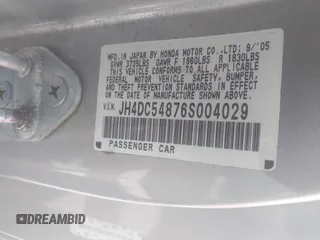 MFD. IN JAPAN BY HONDA MOTOR CO., LTD: 9/'05
GVWR 3725LBS GAWR F 1960LBS R 1830LBS
THIS VEHICLE CONFORMS TO ALL APPLICABLE
FEDERAL MOTOR VEHICLE SAFETY, BUMPER,
AND THEFT PREVENTION STANDARDS IN EFFECT
ON THE DATE OF MANUFACTURE SHOWN ABOVE.
V.I.N. JH4DC54876S004029
PASSENGER CAR
DREAMBID